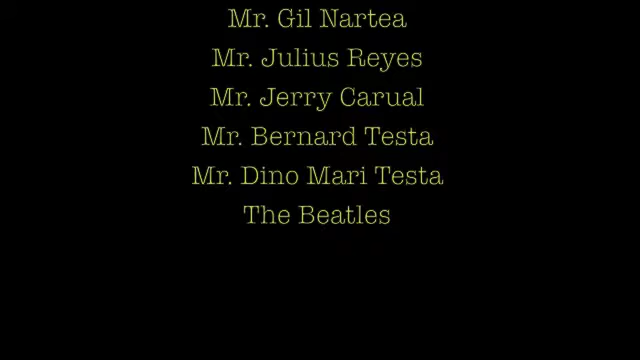 Mr. Gil Nartea
Mr. Julius Reyes
Mr. Jerry Carual
Mr. Bernard Testa
Mr. Dino Mari Testa
The Beatles